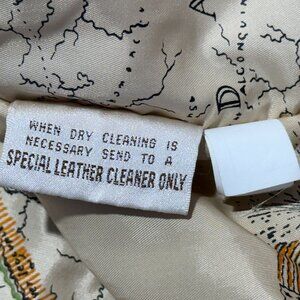 WHEN DRY CLEANING IS
NECESSARY SEND TO A
SPECIAL LEATHER CLEANER ONLY